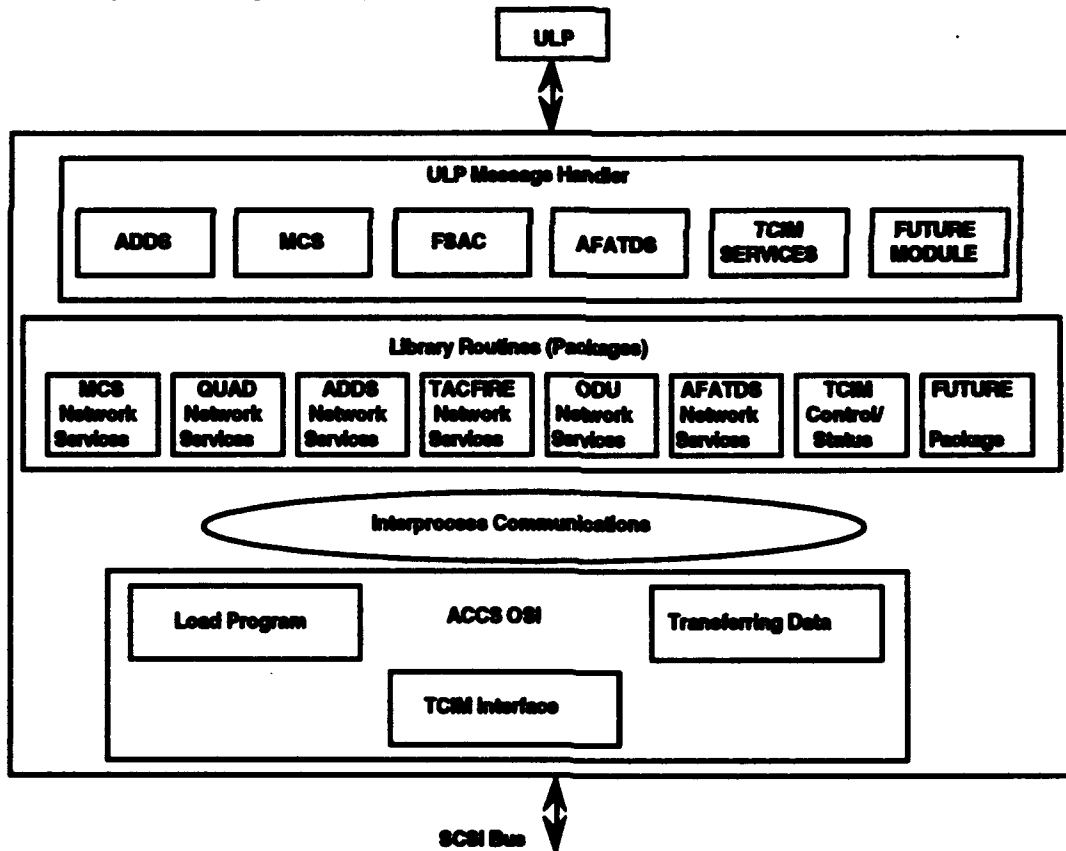 ULP
ULP Message Handler
ADDS
MCS
FSAC
AFATDS
TCIM
SERVICES
FUTURE
MODULE
Library Routines (Packages)
MCS
Network
Services
QUAD
Network
Services
ADDS
Network
Services
TACFIRE
Network
Services
ODU
Network
Services
AFATDS
Network
Services
TCIM
Control/
Status
FUTURE
Package
Interprocess Communications
Load Program
ACCS OSI
Transferring Data
TCIM Interface
SCSI Bus